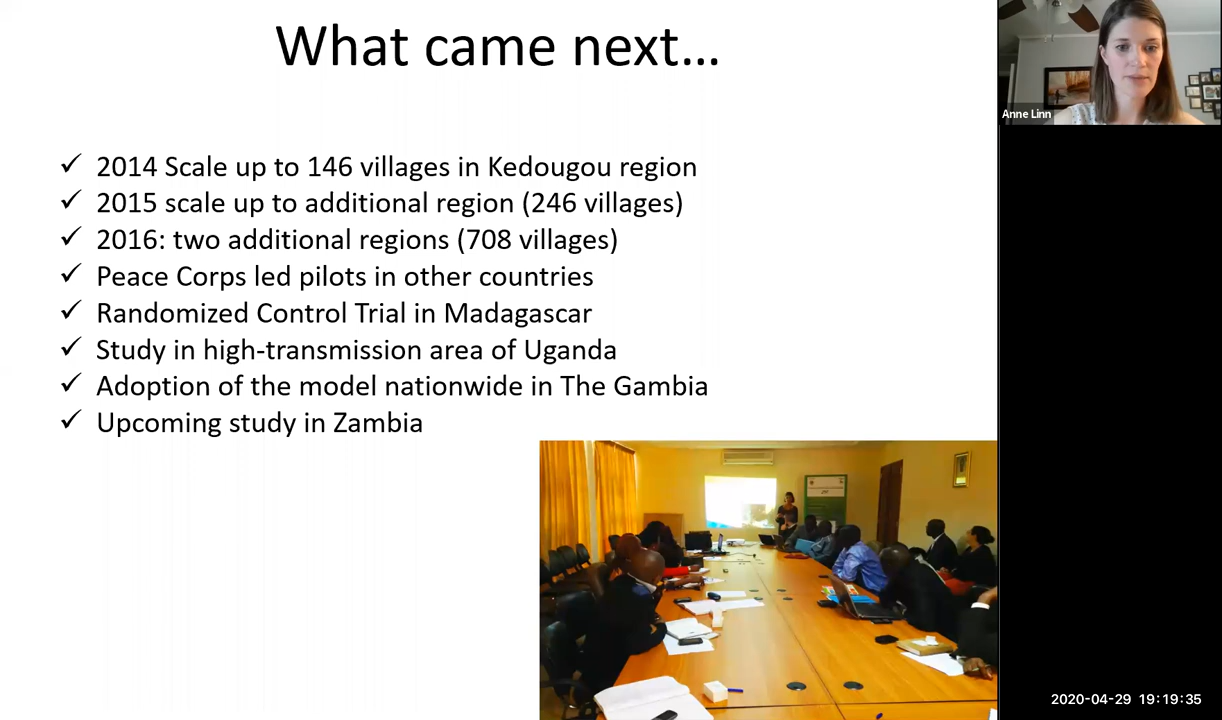 What came next...
✓ 2014 Scale up to 146 villages in Kedougou region
✓ 2015 scale up to additional region (246 villages)
✓ 2016: two additional regions (708 villages)
✓ Peace Corps led pilots in other countries
✓ Randomized Control Trial in Madagascar
✓ Study in high-transmission area of Uganda
✓ Adoption of the model nationwide in The Gambia
✓ Upcoming study in Zambia
Anne Linn
2020-04-29 19:19:35